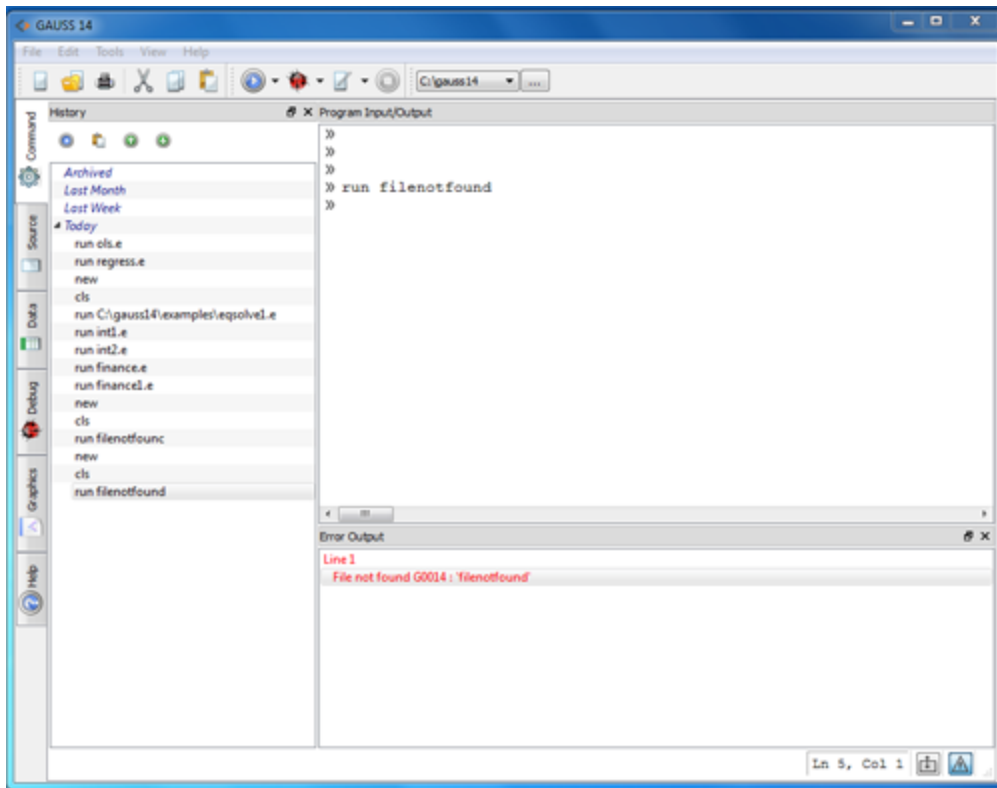 GAUSS 14
File Edit Tools View Help
C:\gauss14 ...
Command
Source
Data
Debug
Graphics
Help
History
Archived
Last Month
Last Week
Today
run ols.e
run regress.e
new
cls
run C:\gauss14\examples\eqsolve1.e
run int1.e
run int2.e
run finance.e
run finance1.e
new
cls
run filenotfounc
new
cls
run filenotfound
Program Input/Output
»
»
»
» run filenotfound
»
Error Output
Line 1
File not found G0014 : 'filenotfound'
Ln 5, Col 1